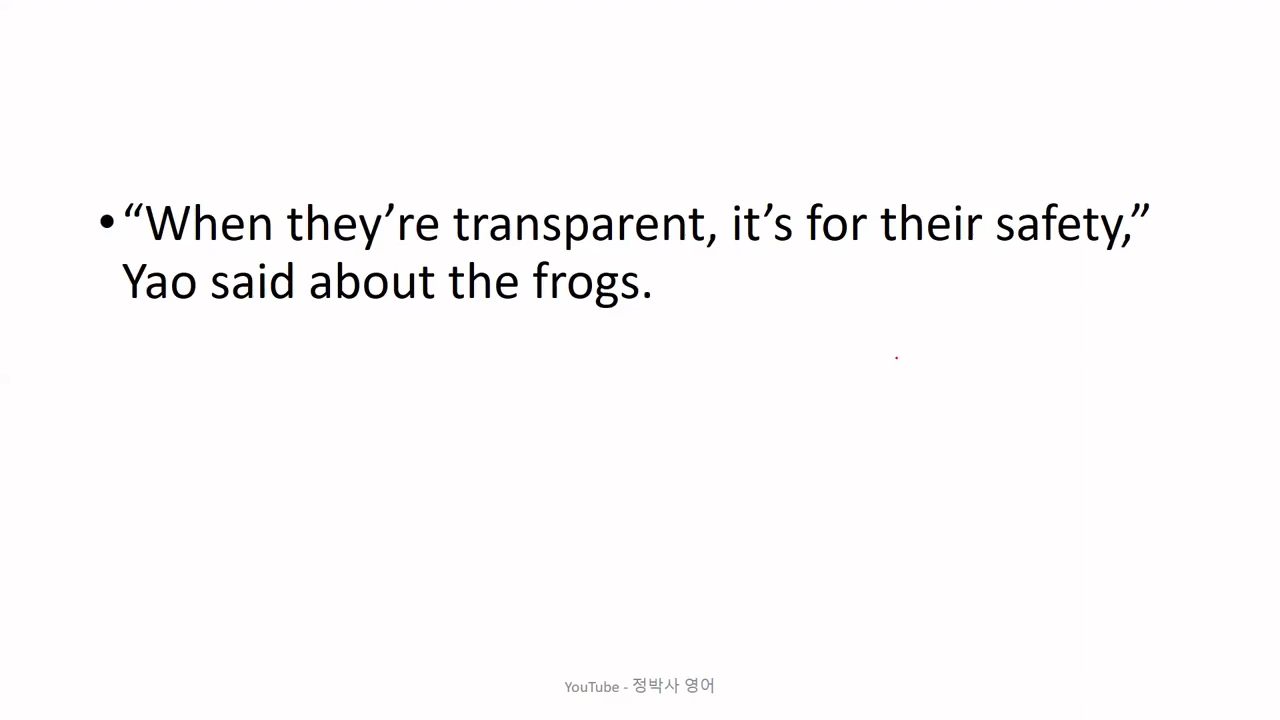 •“When they’re transparent, it’s for their safety,”
Yao said about the frogs.
YouTube - 정박사 영어